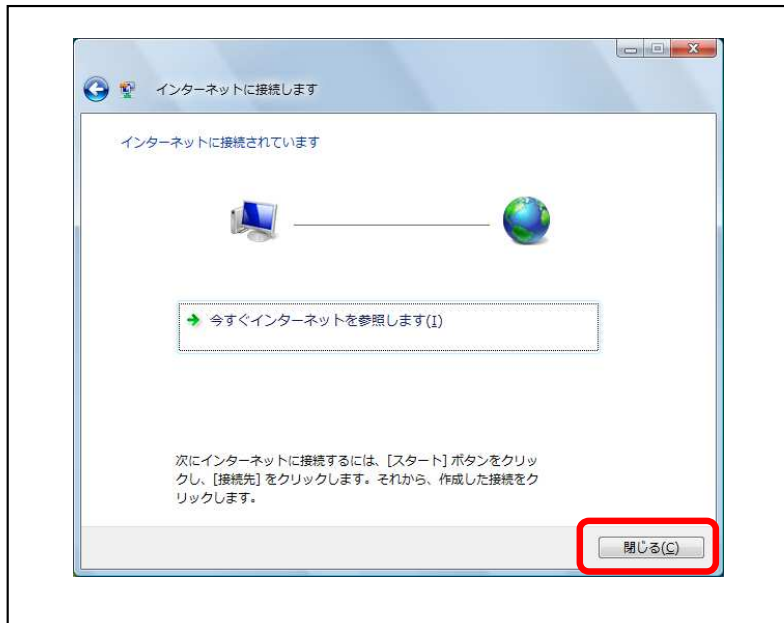 インターネットに接続します
インターネットに接続されています
今すぐインターネットを参照します(I)
次にインターネットに接続するには、[スタート] ボタンをクリッ
クし、[接続先] をクリックします。それから、作成した接続をク
リックします。
閉じる(C)